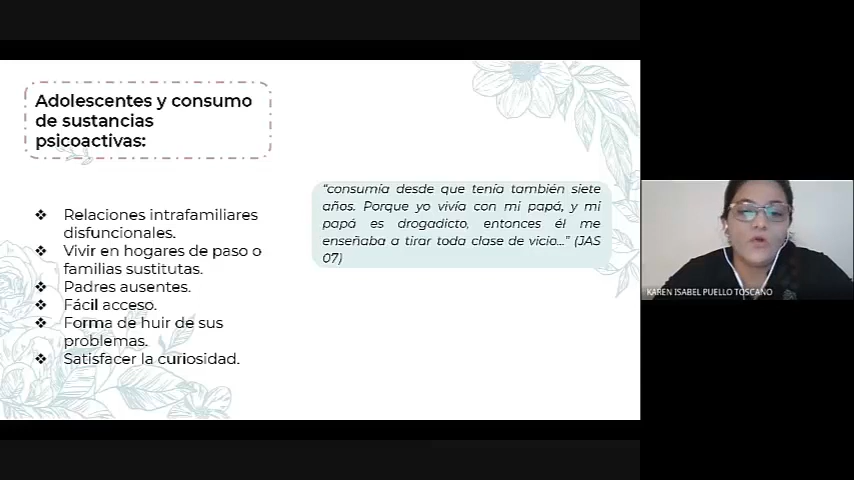 Adolescentes y consumo
de sustancias
psicoactivas:
❖ Relaciones intrafamiliares
disfuncionales.
❖ Vivir en hogares de paso o
familias sustitutas.
❖ Padres ausentes.
❖ Fácil acceso.
❖ Forma de huir de sus
problemas.
❖ Satisfacer la curiosidad.
“consumía desde que tenía también siete
años. Porque yo vivía con mi papá, y mi
papá es drogadicto, entonces él me
enseñaba a tirar toda clase de vicio...” (JAS
07)
KAREN ISABEL PUELLO TOSCANO